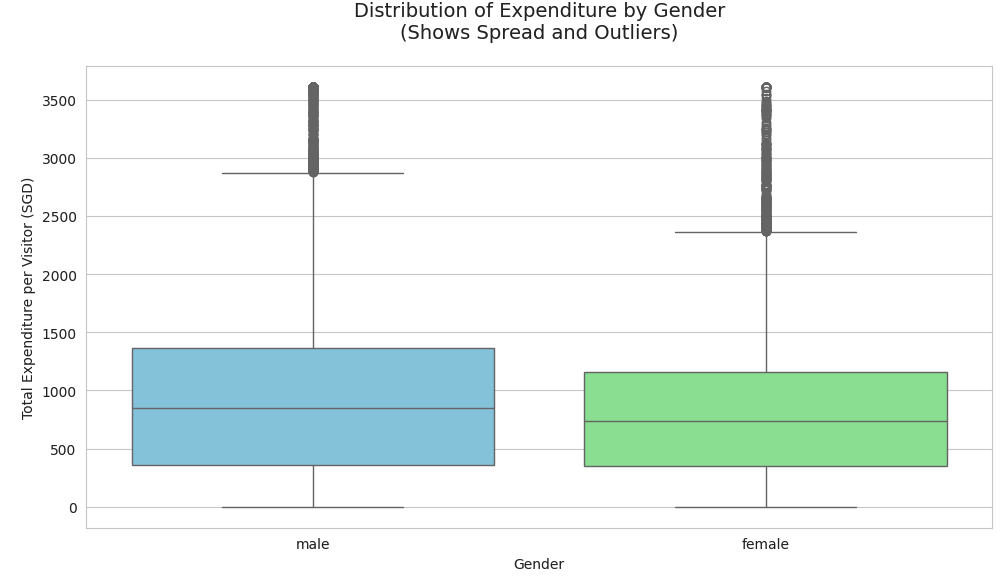 Distribution of Expenditure by Gender
(Shows Spread and Outliers)
Total Expenditure per Visitor (SGD)
3500
3000
2500
2000
1500
1000
500
0
male
female
Gender